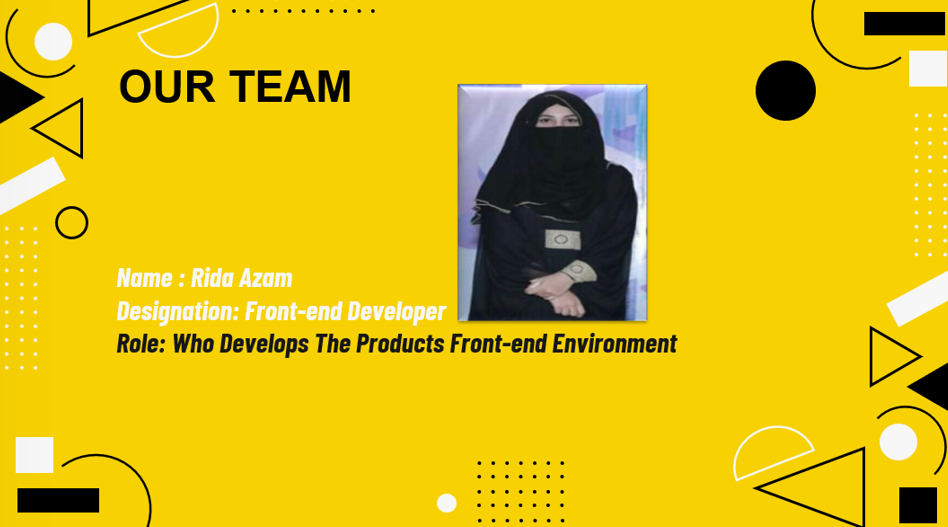 OUR TEAM
Name : Rida Azam
Designation: Front-end Developer
Role: Who Develops The Products Front-end Environment